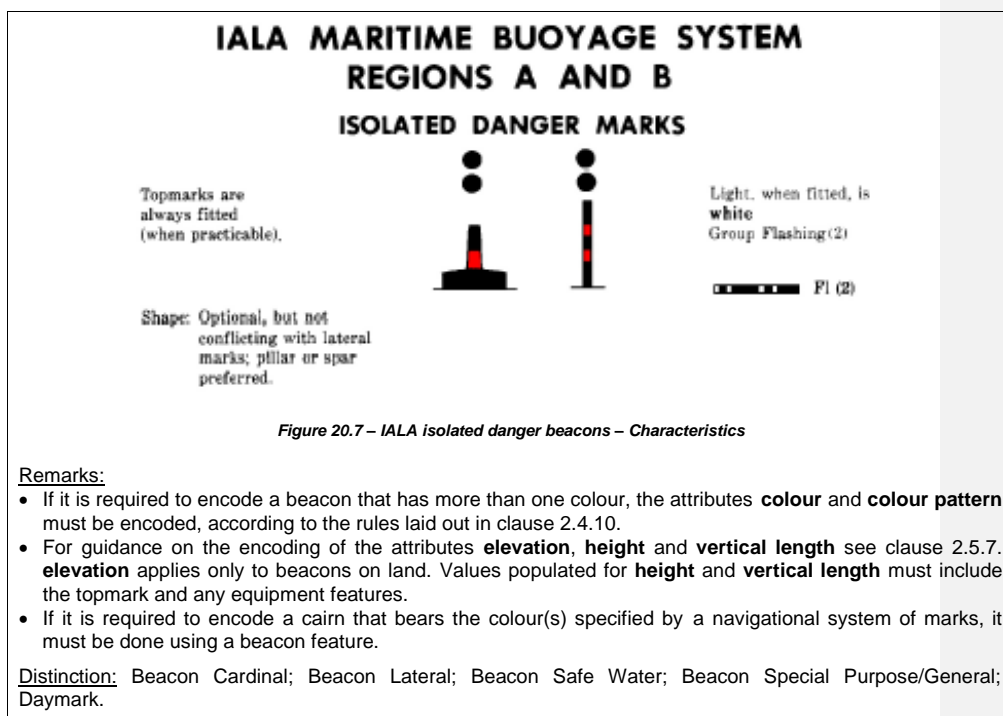 IALA MARITIME BUOYAGE SYSTEM
REGIONS A AND B
ISOLATED DANGER MARKS
Topmarks are
always fitted
(when practicable).
Light, when fitted, is
white
Group Flashing(2)
Fl (2)
Shape: Optional, but not
conflicting with lateral
marks; pillar or spar
preferred.
Figure 20.7 – IALA isolated danger beacons – Characteristics
Remarks:
• If it is required to encode a beacon that has more than one colour, the attributes colour and colour pattern
must be encoded, according to the rules laid out in clause 2.4.10.
• For guidance on the encoding of the attributes elevation, height and vertical length see clause 2.5.7.
elevation applies only to beacons on land. Values populated for height and vertical length must include
the topmark and any equipment features.
• If it is required to encode a cairn that bears the colour(s) specified by a navigational system of marks, it
must be done using a beacon feature.
Distinction: Beacon Cardinal; Beacon Lateral; Beacon Safe Water; Beacon Special Purpose/General;
Daymark.